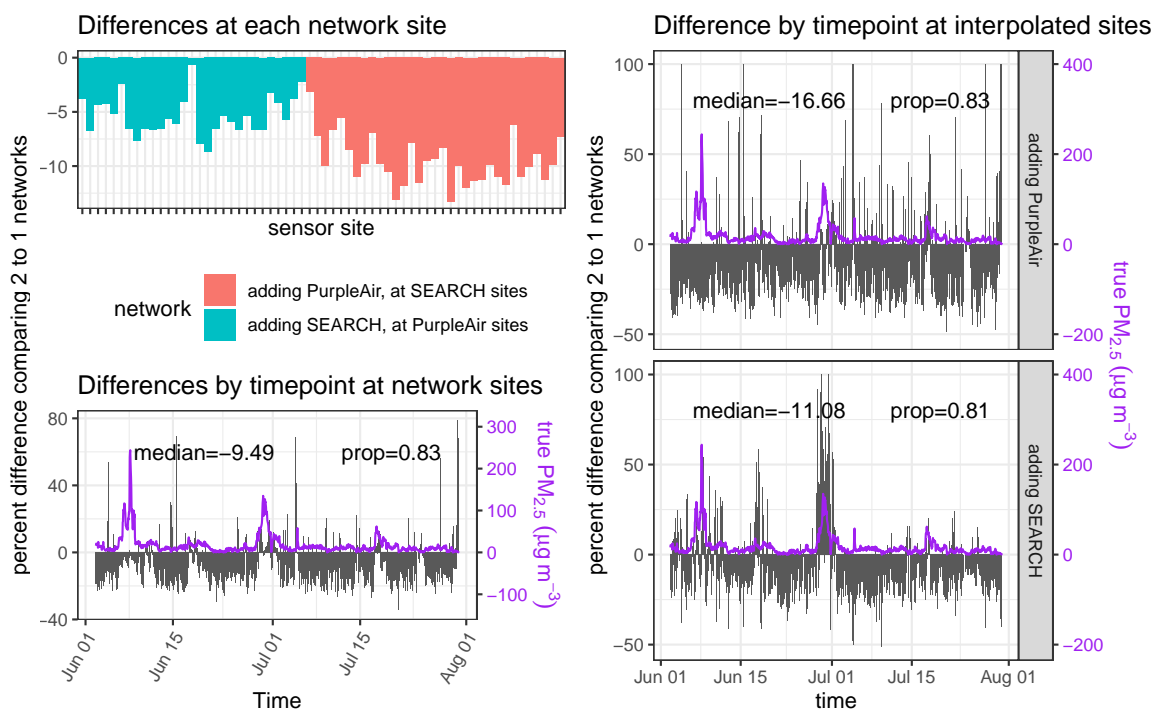 Differences at each network site
percent difference comparing 2 to 1 networks
0
−5
−10
sensor site
network
adding PurpleAir, at SEARCH sites
adding SEARCH, at PurpleAir sites
Differences by timepoint at network sites
80
40
0
−40
median=−9.49
prop=0.83
300
200
100
0
−100
true PM2.5 (µg m−3)
Jun 01
Jun 15
Jul 01
Jul 15
Aug 01
Time
Difference by timepoint at interpolated sites
percent difference comparing 2 to 1 networks
100
50
0
−50
median=−16.66
prop=0.83
adding PurpleAir
400
200
0
−200
true PM2.5 (µg m−3)
100
50
0
−50
median=−11.08
prop=0.81
adding SEARCH
400
200
0
−200
Jun 01
Jun 15
Jul 01
Jul 15
Aug 01
time